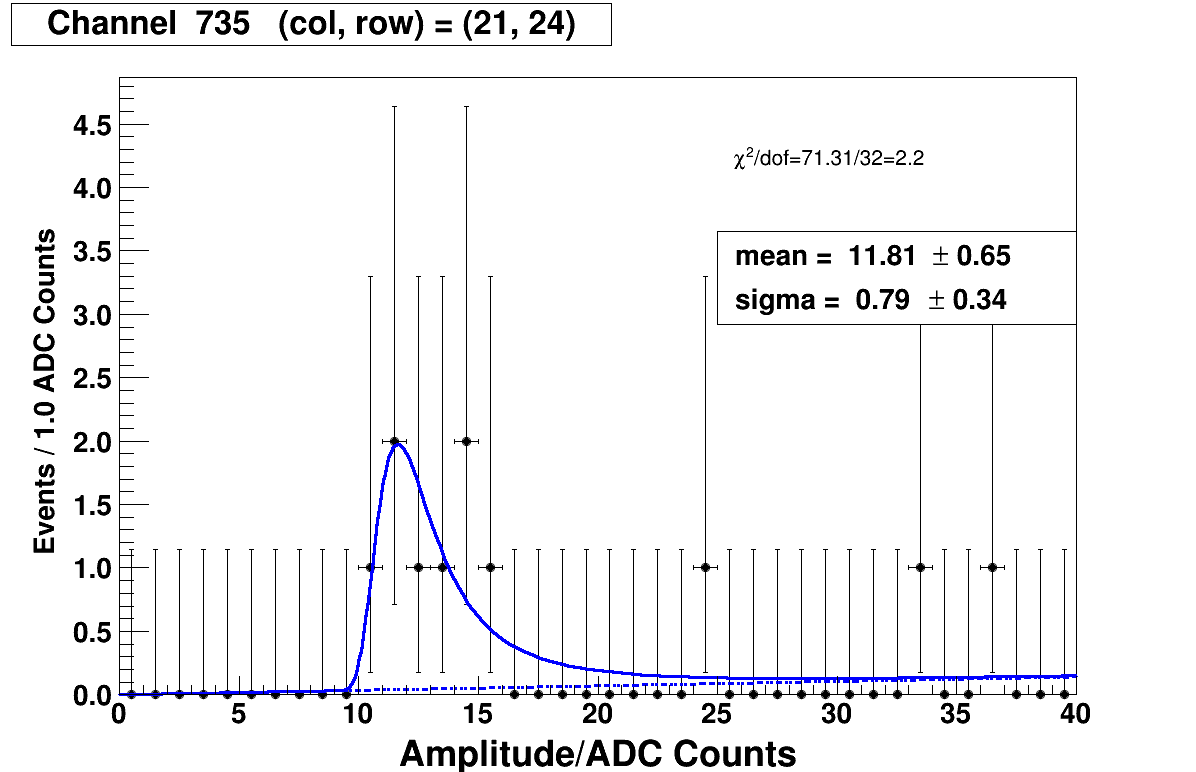 Channel 735 (col, row) = (21, 24)
χ²/dof=71.31/32=2.2
mean = 11.81 ± 0.65
sigma = 0.79 ± 0.34
Events / 1.0 ADC Counts
4.5
4.0
3.5
3.0
2.5
2.0
1.5
1.0
0.5
0.0
0 5 10 15 20 25 30 35 40
Amplitude/ADC Counts